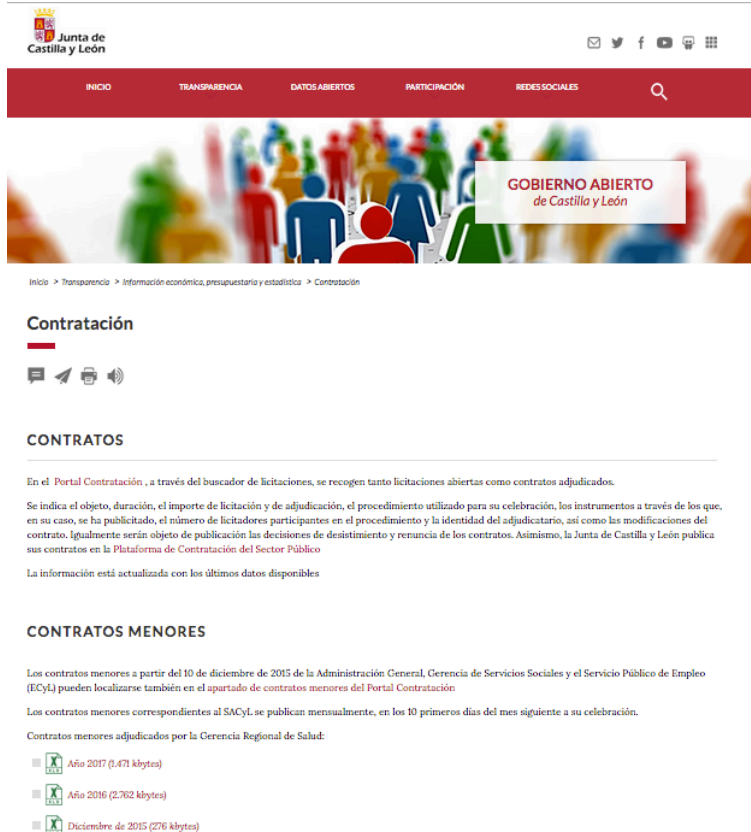 Junta de
Castilla y León
INICIO TRANSPARENCIA DATOS ABIERTOS PARTICIPACIÓN REDES SOCIALES
GOBIERNO ABIERTO
de Castilla y León
Inicio > Transparencia > Información económica, presupuestaria y estadística > Contratación
Contratación
CONTRATOS
En el Portal Contratación , a través del buscador de licitaciones, se recogen tanto licitaciones abiertas como contratos adjudicados.
Se indica el objeto, duración, el importe de licitación y de adjudicación, el procedimiento utilizado para su celebración, los instrumentos a través de los que,
en su caso, se ha publicitado, el número de licitadores participantes en el procedimiento y la identidad del adjudicatario, así como las modificaciones del
contrato. Igualmente serán objeto de publicación las decisiones de desistimiento y renuncia de los contratos. Asimismo, la Junta de Castilla y León publica
sus contratos en la Plataforma de Contratación del Sector Público
La información está actualizada con los últimos datos disponibles
CONTRATOS MENORES
Los contratos menores a partir del 10 de diciembre de 2015 de la Administración General, Gerencia de Servicios Sociales y el Servicio Público de Empleo
(ECyL) pueden localizarse también en el apartado de contratos menores del Portal Contratación
Los contratos menores correspondientes al SACyL se publican mensualmente, en los 10 primeros días del mes siguiente a su celebración.
Contratos menores adjudicados por la Gerencia Regional de Salud:
Año 2017 (1.471 kbytes)
Año 2016 (2.762 kbytes)
Diciembre de 2015 (276 kbytes)